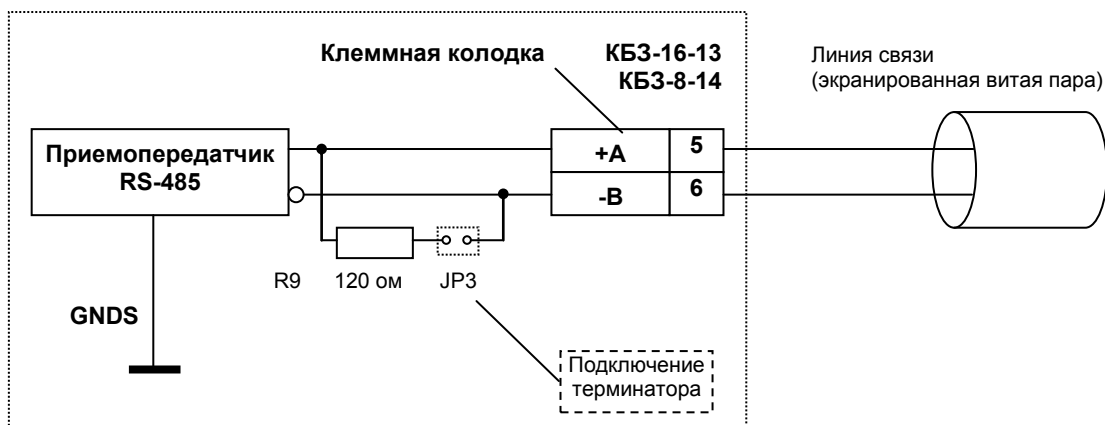 Клеммная колодка
КБЗ-16-13
КБЗ-8-14
Линия связи
(экранированная витая пара)
Приемопередатчик
RS-485
+A
5
-B
6
R9
120 ом
JP3
GNDS
Подключение
терминатора